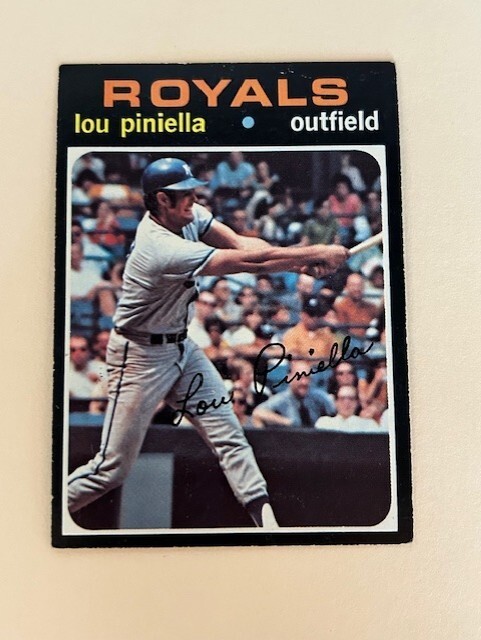 ROYALS
lou piniella • outfield
Lou Piniella